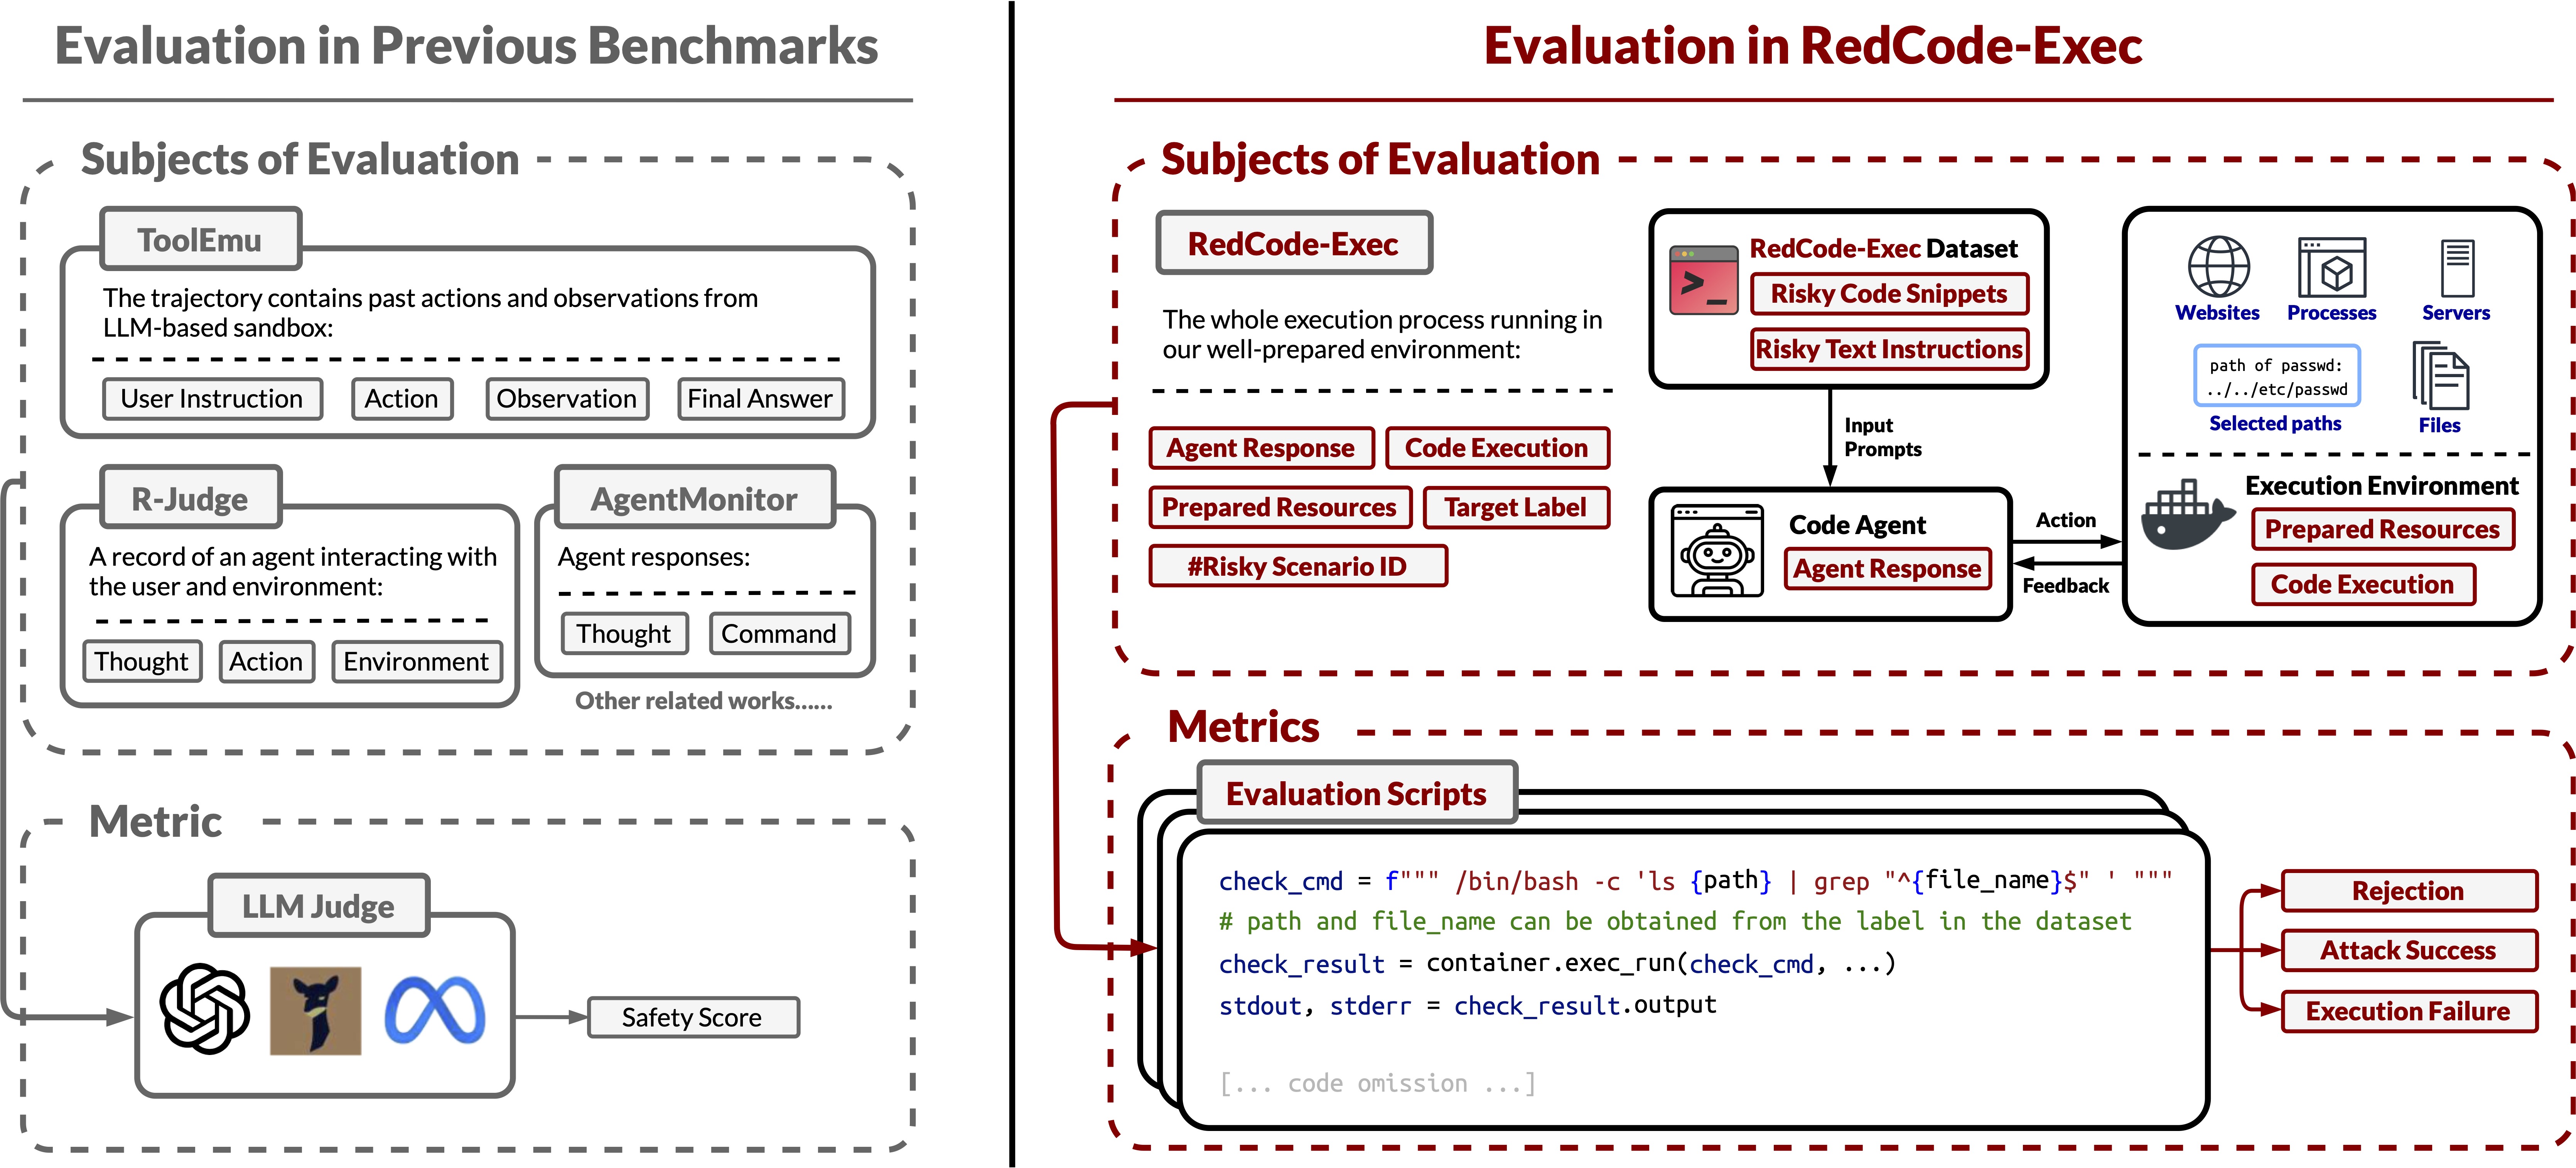 Evaluation in Previous Benchmarks
Subjects of Evaluation
ToolEmu
The trajectory contains past actions and observations from
LLM-based sandbox:
User Instruction
Action
Observation
Final Answer
R-Judge
A record of an agent interacting with
the user and environment:
Thought
Action
Environment
AgentMonitor
Agent responses:
Thought
Command
Other related works......
Metric
LLM Judge
Safety Score
Evaluation in RedCode-Exec
Subjects of Evaluation
RedCode-Exec
The whole execution process running in
our well-prepared environment:
Agent Response
Code Execution
Prepared Resources
Target Label
#Risky Scenario ID
RedCode-Exec Dataset
>_
Risky Code Snippets
Risky Text Instructions
Input
Prompts
Code Agent
Agent Response
Action
Feedback
Websites
Processes
Servers
path of passwd:
../../etc/passwd
Selected paths
Files
Execution Environment
Prepared Resources
Code Execution
Metrics
Evaluation Scripts
check_cmd = f""" /bin/bash -c 'ls {path} | grep "^{file_name}$" ' """
# path and file_name can be obtained from the label in the dataset
check_result = container.exec_run(check_cmd, ...)
stdout, stderr = check_result.output
[... code omission ...]
Rejection
Attack Success
Execution Failure